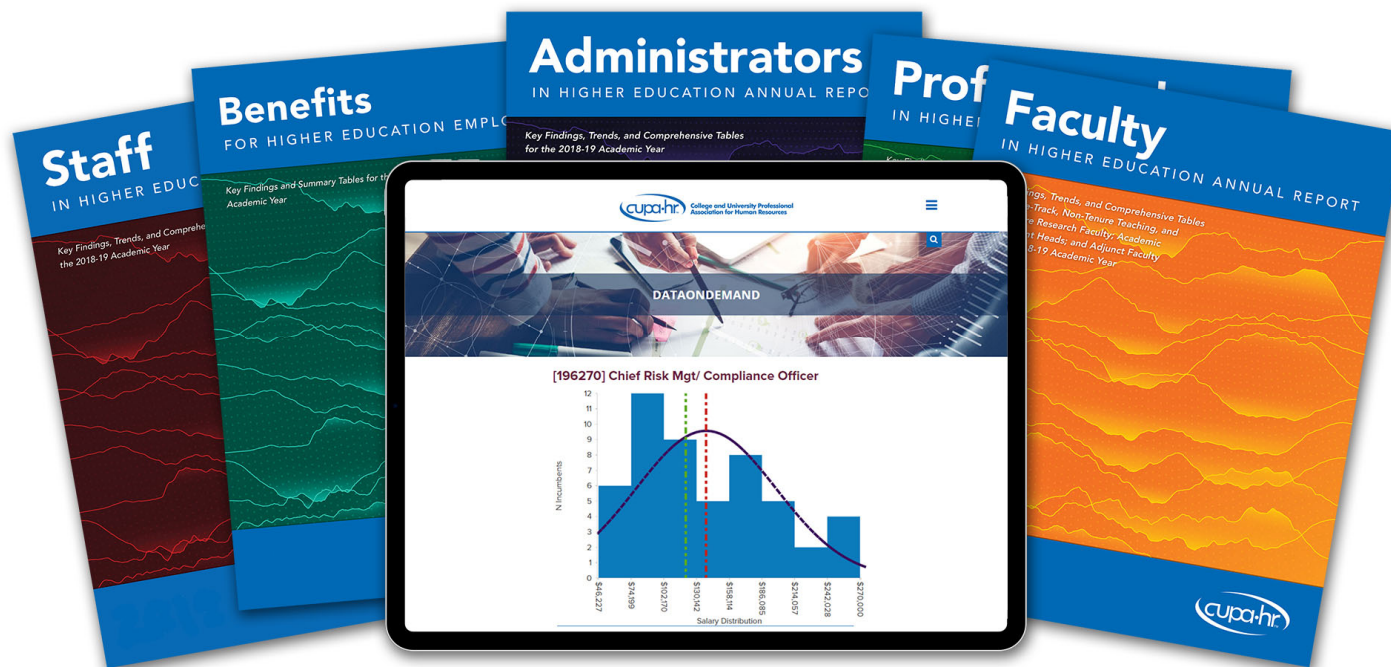 Staff
IN HIGHER EDUC
Key Findings, Trends, and Comprehe
the 2018-19 Academic Year
Benefits
FOR HIGHER EDUCATION EMPLO
Key Findings and Summary Tables for th
Academic Year
Administrators
IN HIGHER EDUCATION ANNUAL REPO
Key Findings, Trends, and Comprehensive Tables
for the 2018-19 Academic Year
Prof
IN HIGHE
Key Fin
Faculty
IN HIGHER EDUCATION ANNUAL REPORT
ings, Trends, and Comprehensive Tables
e-Track, Non-Tenure Teaching, and
re Research Faculty; Academic
nt Heads; and Adjunct Faculty
18-19 Academic Year
cupa-hr
cupa-hr
College and University Professional
Association for Human Resources
DATAONDEMAND
[196270] Chief Risk Mgt/ Compliance Officer
N Incumbents
12
11
10
9
8
7
6
5
4
3
2
1
0
$46,227
$74,199
$102,170
$130,142
$158,114
$186,085
$214,057
$242,028
$270,000
Salary Distribution